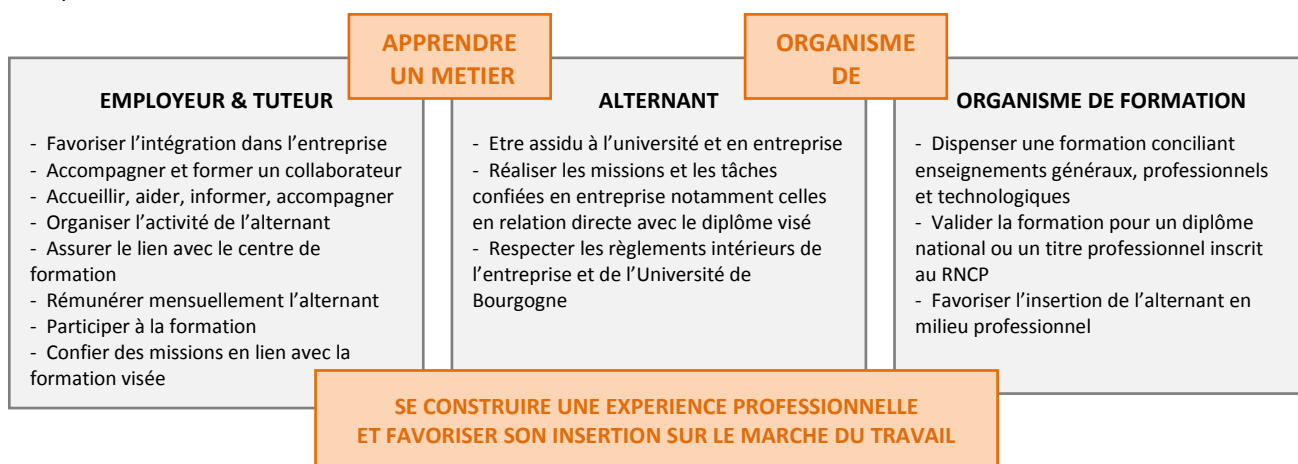 APPRENDRE
UN METIER
ORGANISME
DE
EMPLOYEUR & TUTEUR
- Favoriser l’intégration dans l’entreprise
- Accompagner et former un collaborateur
- Accueillir, aider, informer, accompagner
- Organiser l’activité de l’alternant
- Assurer le lien avec le centre de
formation
- Rémunérer mensuellement l’alternant
- Participer à la formation
- Confier des missions en lien avec la
formation visée
ALTERNANT
- Etre assidu à l’université et en entreprise
- Réaliser les missions et les tâches
confiées en entreprise notamment celles
en relation directe avec le diplôme visé
- Respecter les règlements intérieurs de
l’entreprise et de l’Université de
Bourgogne
ORGANISME DE FORMATION
- Dispenser une formation conciliant
enseignements généraux, professionnels
et technologiques
- Valider la formation pour un diplôme
national ou un titre professionnel inscrit
au RNCP
- Favoriser l’insertion de l’alternant en
milieu professionnel
SE CONSTRUIRE UNE EXPERIENCE PROFESSIONNELLE
ET FAVORISER SON INSERTION SUR LE MARCHE DU TRAVAIL